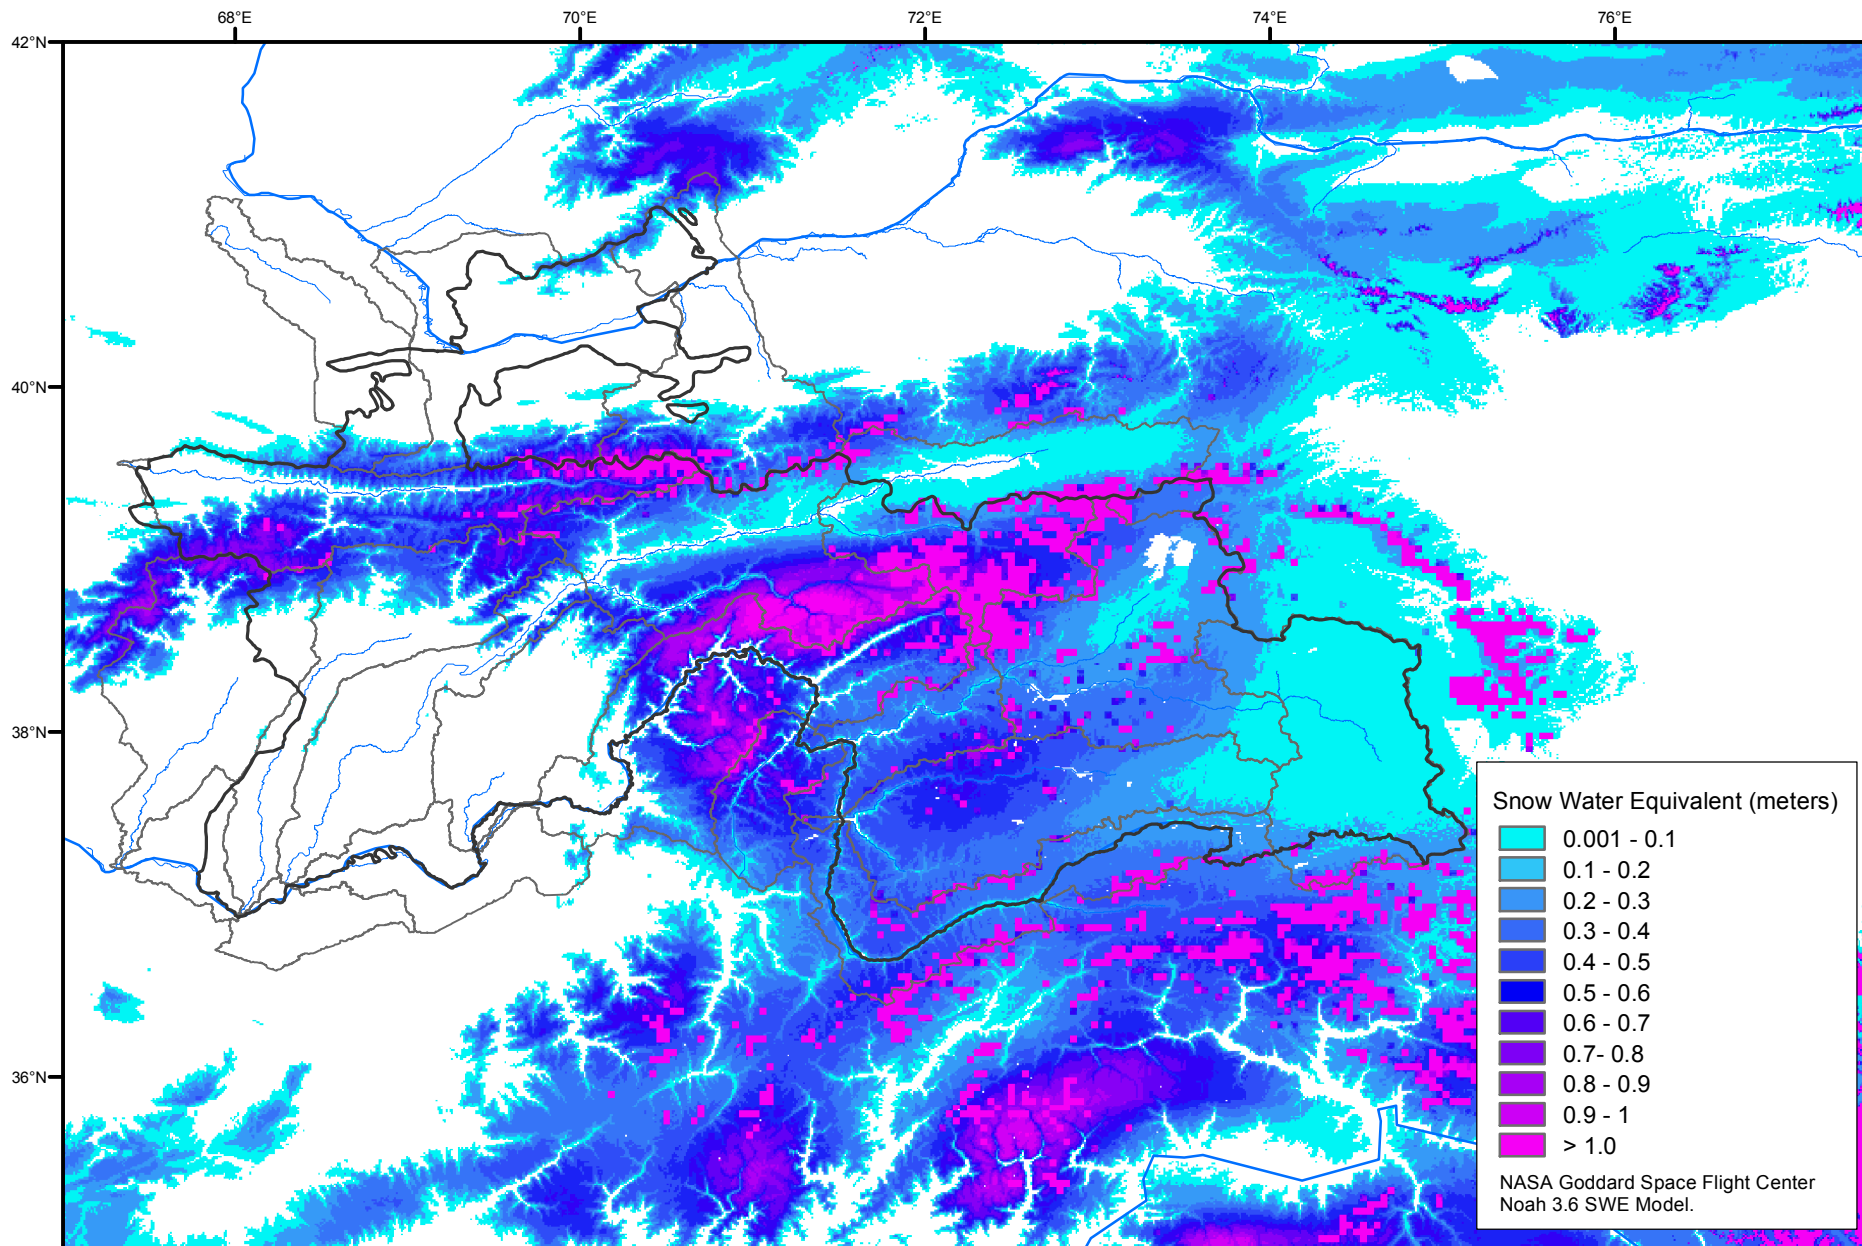 68°E 70°E 72°E 74°E 76°E
42°N
40°N
38°N
36°N
Snow Water Equivalent (meters)
0.001 - 0.1
0.1 - 0.2
0.2 - 0.3
0.3 - 0.4
0.4 - 0.5
0.5 - 0.6
0.6 - 0.7
0.7- 0.8
0.8 - 0.9
0.9 - 1
> 1.0
NASA Goddard Space Flight Center
Noah 3.6 SWE Model.